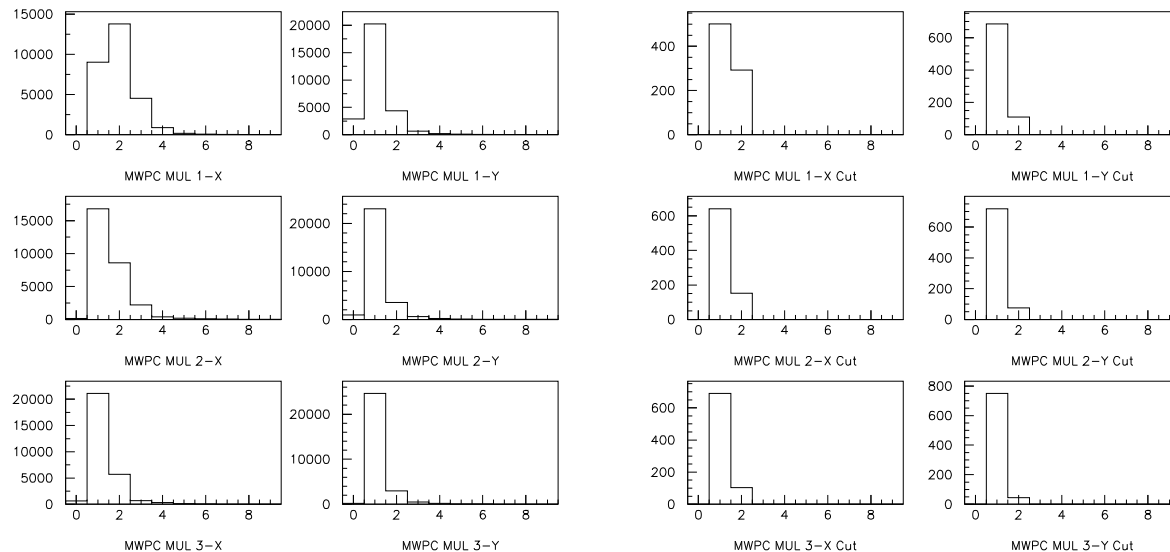 15000
10000
5000
0
0 2 4 6 8
MWPC MUL 1-X
20000
15000
10000
5000
0
0 2 4 6 8
MWPC MUL 1-Y
400
200
0
0 2 4 6 8
MWPC MUL 1-X Cut
600
400
200
0
0 2 4 6 8
MWPC MUL 1-Y Cut
15000
10000
5000
0
0 2 4 6 8
MWPC MUL 2-X
20000
10000
0
0 2 4 6 8
MWPC MUL 2-Y
600
400
200
0
0 2 4 6 8
MWPC MUL 2-X Cut
600
400
200
0
0 2 4 6 8
MWPC MUL 2-Y Cut
20000
15000
10000
5000
0
0 2 4 6 8
MWPC MUL 3-X
20000
10000
0
0 2 4 6 8
MWPC MUL 3-Y
600
400
200
0
0 2 4 6 8
MWPC MUL 3-X Cut
800
600
400
200
0
0 2 4 6 8
MWPC MUL 3-Y Cut